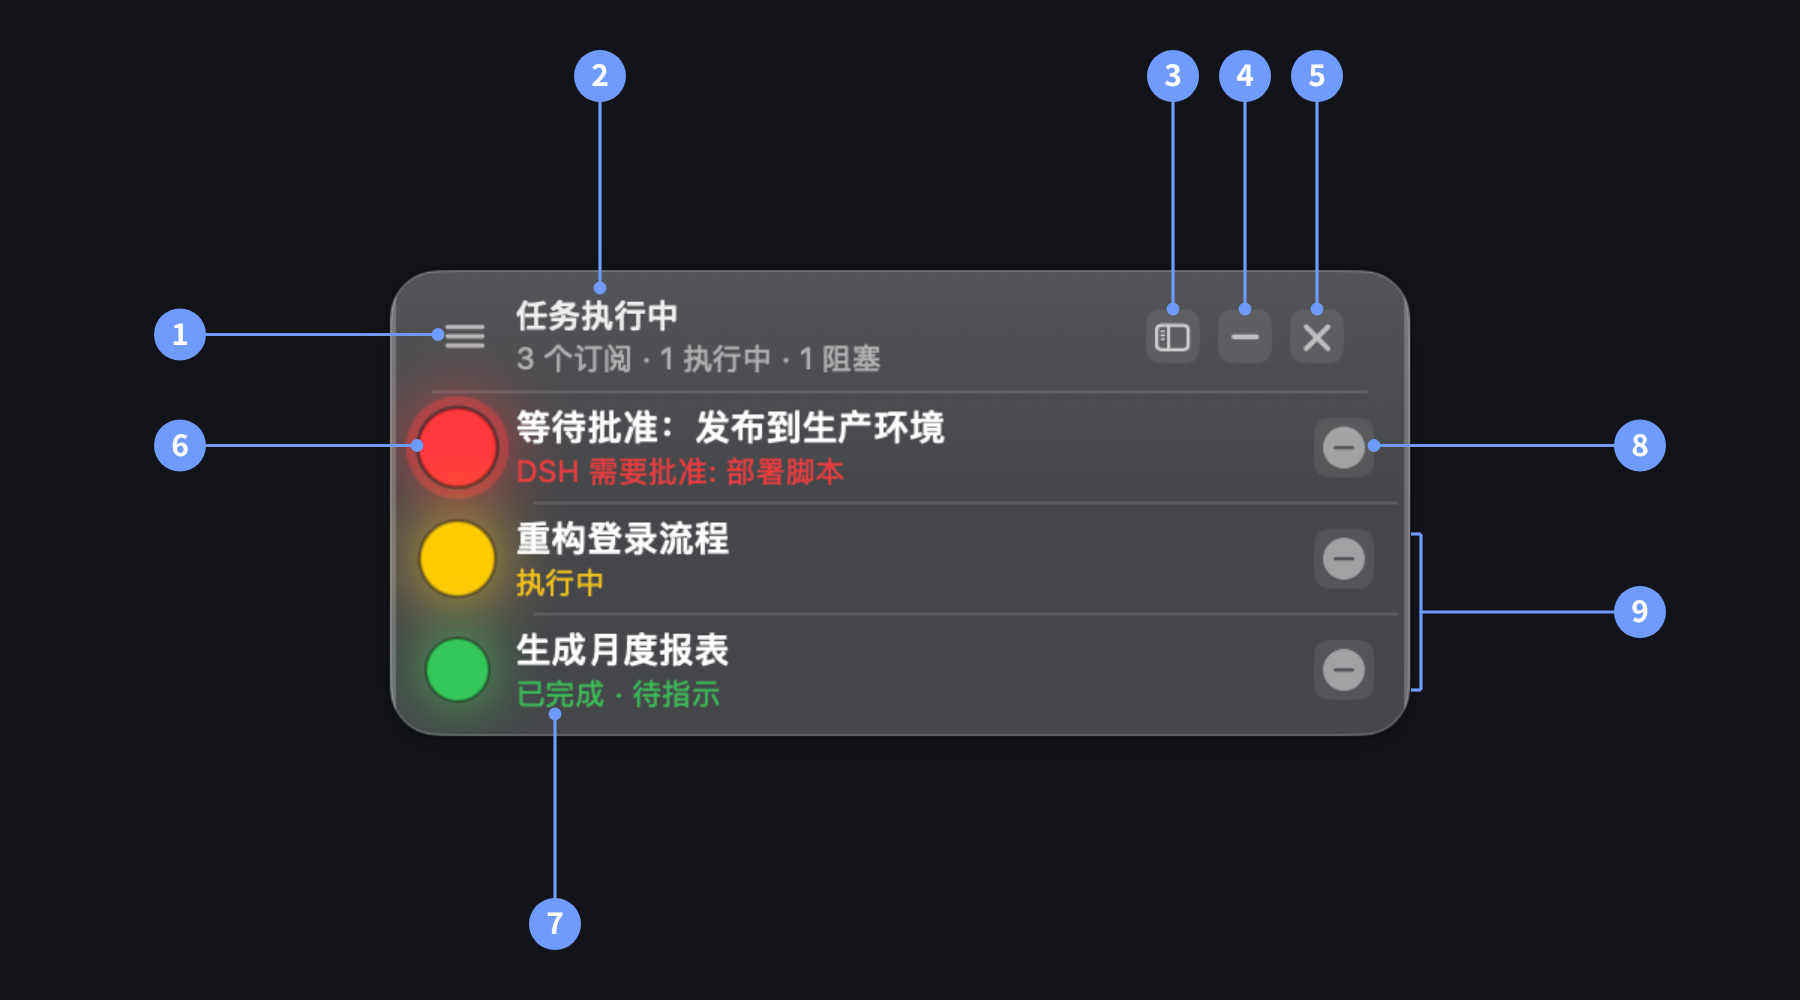 2
3
4
5
1
任务执行中
3 个订阅 · 1 执行中 · 1 阻塞
6
等待批准：发布到生产环境
DSH 需要批准: 部署脚本
8
重构登录流程
执行中
9
生成月度报表
已完成 · 待指示
7